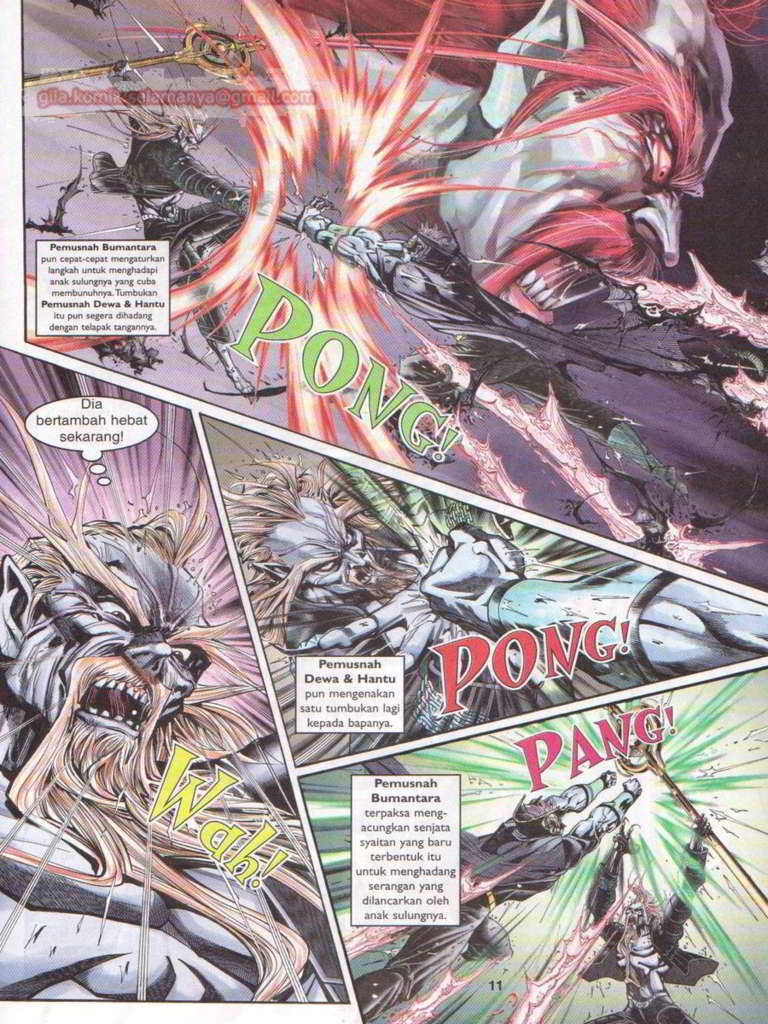 gila.komik.selamanya@gmail.com
Pemusnah Bumantara
pun cepat-cepat mengaturkan
langkah untuk menghadapi
anak sulungnya yang cuba
membunuhnya. Tumbukan
Pemusnah Dewa & Hantu
itu pun segera dihadang
dengan telapak tangannya.
PONG PONG!
Dia
bertambah hebat
sekarang!
Wah!
Pemusnah
Dewa & Hantu
pun mengenakan
satu tumbukan lagi
kepada bapanya.
PONG!
PANG PANG!
Pemusnah
Bumantara
terpaksa meng-
acungkan senjata
syaitan yang baru
terbentuk itu
untuk menghadang
serangan yang
dilancarkan oleh
anak sulungnya.
11